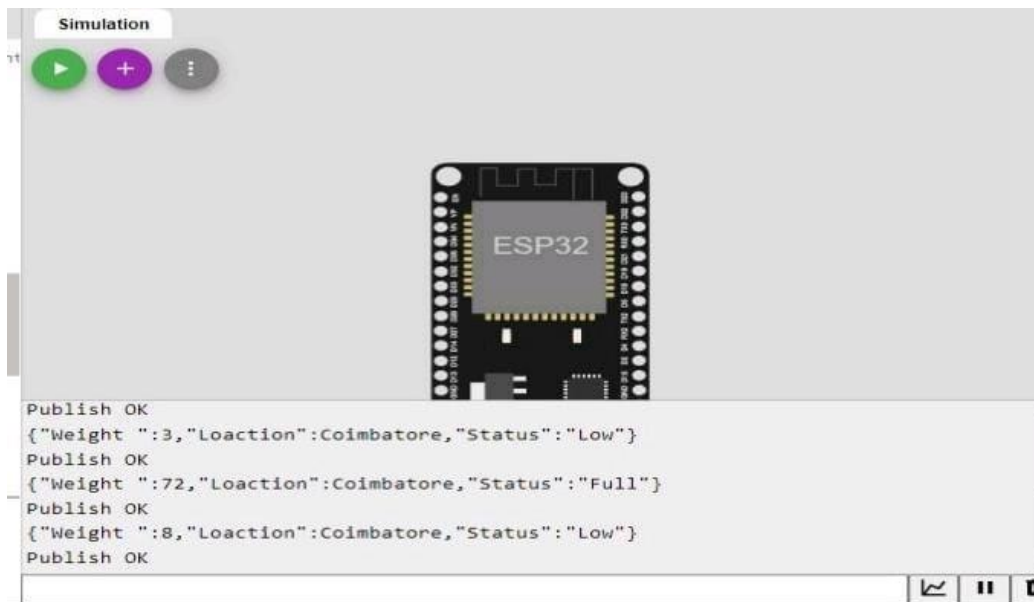 Simulation
ESP32
Publish OK
{"Weight ":3,"Loaction":Coimbatore,"Status":"Low"}
Publish OK
{"Weight ":72,"Loaction":Coimbatore,"Status":"Full"}
Publish OK
{"Weight ":8,"Loaction":Coimbatore,"Status":"Low"}
Publish OK